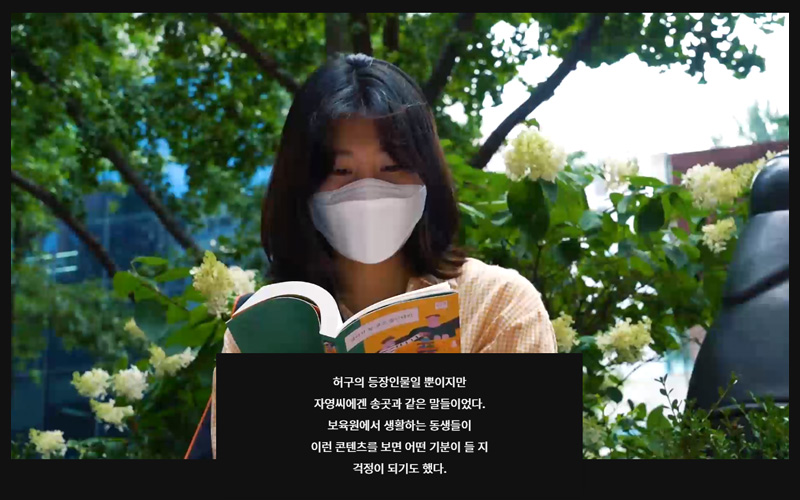 허구의 등장인물일 뿐이지만
자영씨에겐 송곳과 같은 말들이었다.
보육원에서 생활하는 동생들이
이런 콘텐츠를 보면 어떤 기분이 들 지
걱정이 되기도 했다.